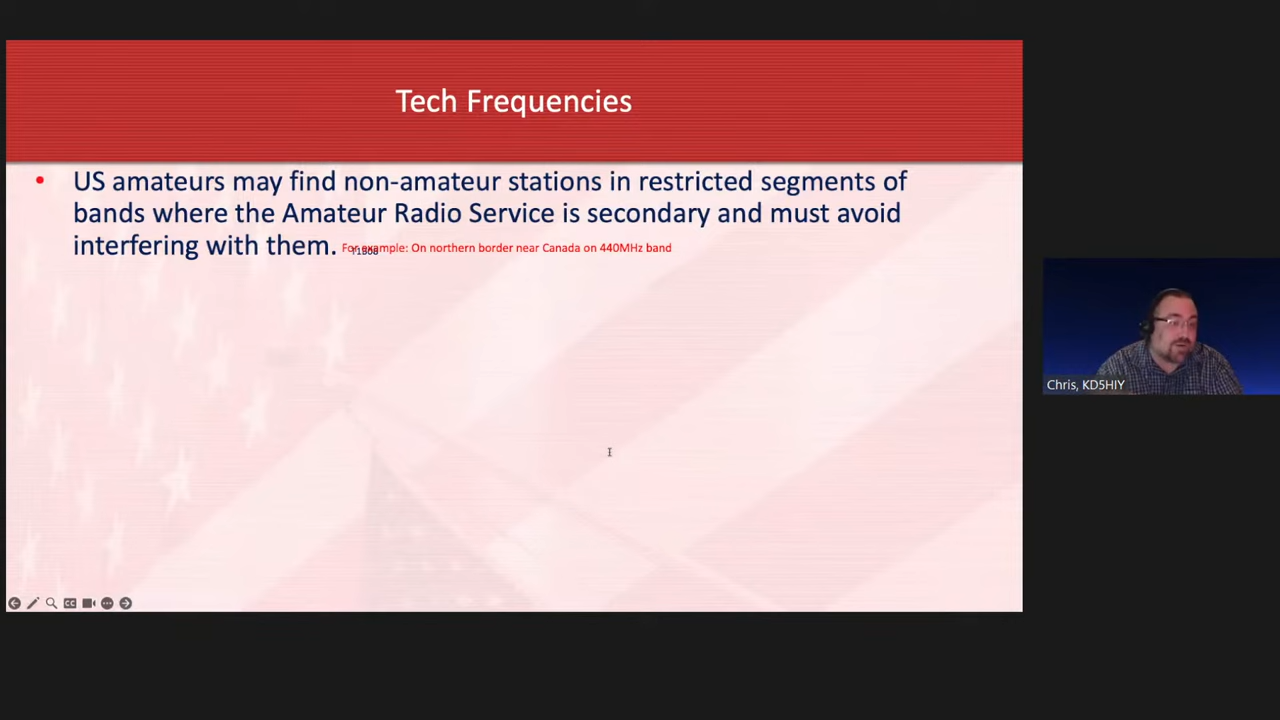 Tech Frequencies
• US amateurs may find non-amateur stations in restricted segments of
bands where the Amateur Radio Service is secondary and must avoid
interfering with them. For example: On northern border near Canada on 440MHz band
T1B08
Chris, KD5HIY